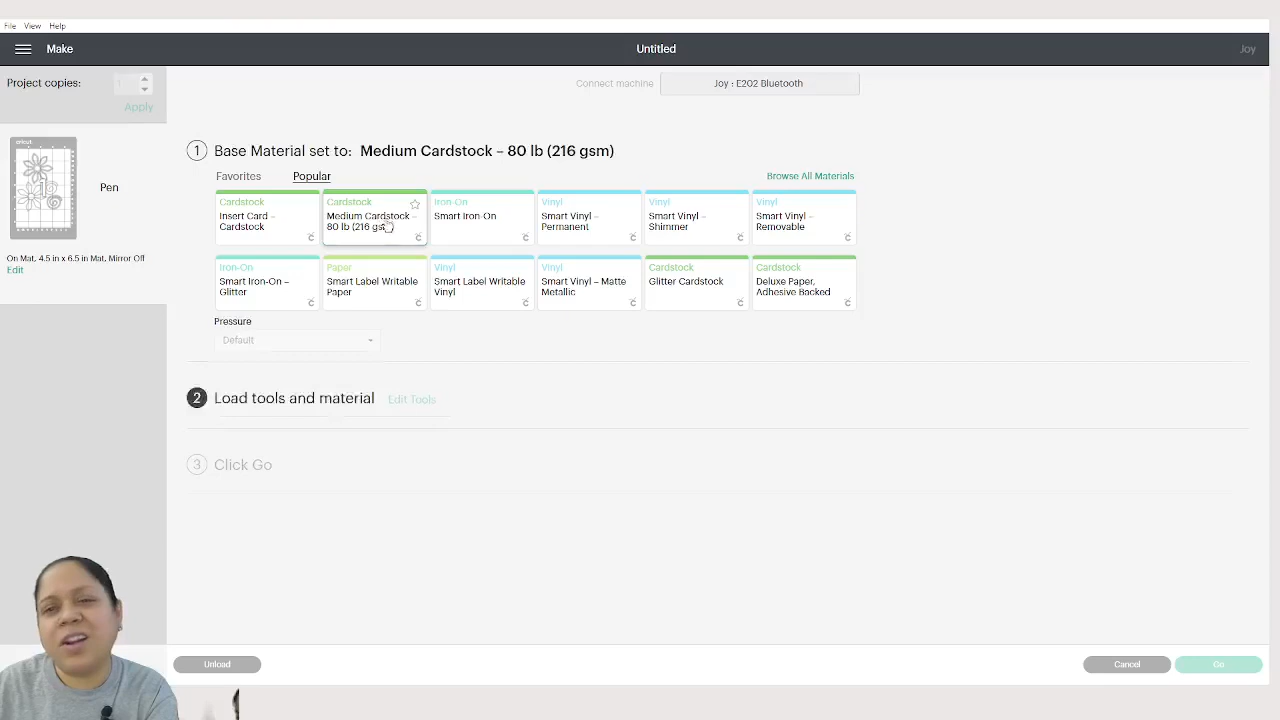 File View Help
Make
Untitled
Joy
Project copies:
1
Apply
Connect machine
Joy : E202 Bluetooth
cricut
Pen
On Mat, 4.5 in x 6.5 in Mat, Mirror Off
Edit
1 Base Material set to: Medium Cardstock – 80 lb (216 gsm)
Favorites Popular
Browse All Materials
Cardstock
Insert Card –
Cardstock
Cardstock
Medium Cardstock –
80 lb (216 gsm)
Iron-On
Smart Iron-On
Vinyl
Smart Vinyl –
Permanent
Vinyl
Smart Vinyl –
Shimmer
Vinyl
Smart Vinyl –
Removable
Iron-On
Smart Iron-On –
Glitter
Paper
Smart Label Writable
Paper
Vinyl
Smart Label Writable
Vinyl
Vinyl
Smart Vinyl – Matte
Metallic
Cardstock
Glitter Cardstock
Cardstock
Deluxe Paper,
Adhesive Backed
Pressure
Default
2 Load tools and material Edit Tools
3 Click Go
Unload
Cancel
Go